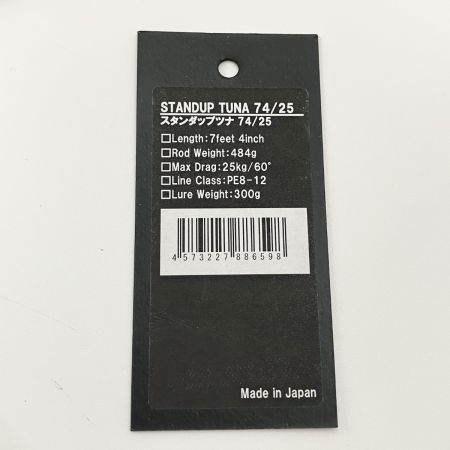 STANDUP TUNA 74/25
スタンダップツナ 74/25
□Length:7feet 4inch
□Rod Weight:484g
□Max Drag:25kg/60°
□Line Class:PE8-12
□Lure Weight:300g
4573227886598
Made in Japan